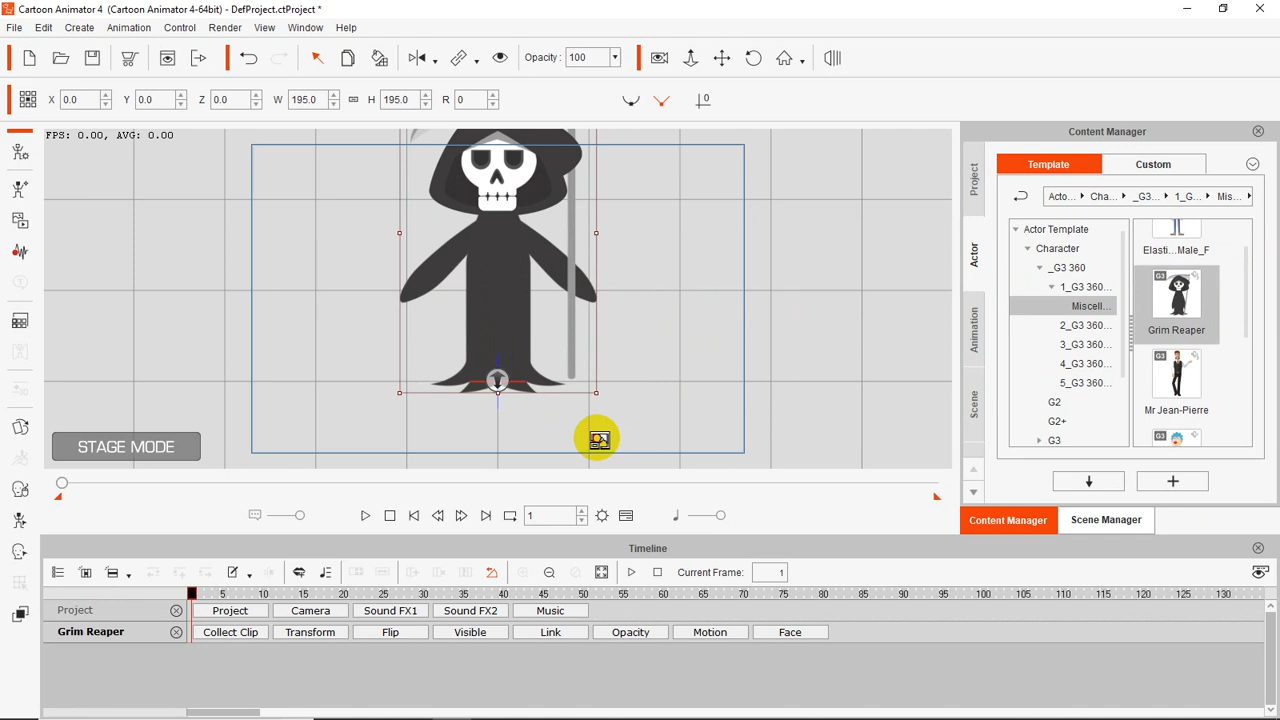 Cartoon Animator 4 (Cartoon Animator 4-64bit) - DefProject.ctProject *
File Edit Create Animation Control Render View Window Help
Opacity : 100
X 0.0 Y 0.0 Z 0.0 W 195.0 H 195.0 R 0
FPS: 0.00, AVG: 0.00
STAGE MODE
Content Manager
Template Custom
Project
Actor
Animation
Scene
Acto... Cha... _G3... 1_G3... Mis...
Actor Template
Character
_G3 360
1_G3 360...
Miscell...
2_G3 360...
3_G3 360...
4_G3 360...
5_G3 360...
G2
G2+
G3
Elasti...Male_F
G3
Grim Reaper
G3
Mr Jean-Pierre
G3
Content Manager Scene Manager
1
Timeline
Current Frame: 1
5 10 15 20 25 30 35 40 45 50 55 60 65 70 75 80 85 90 95 100 105 110 115 120 125 130
Project Project Camera Sound FX1 Sound FX2 Music
Grim Reaper Collect Clip Transform Flip Visible Link Opacity Motion Face